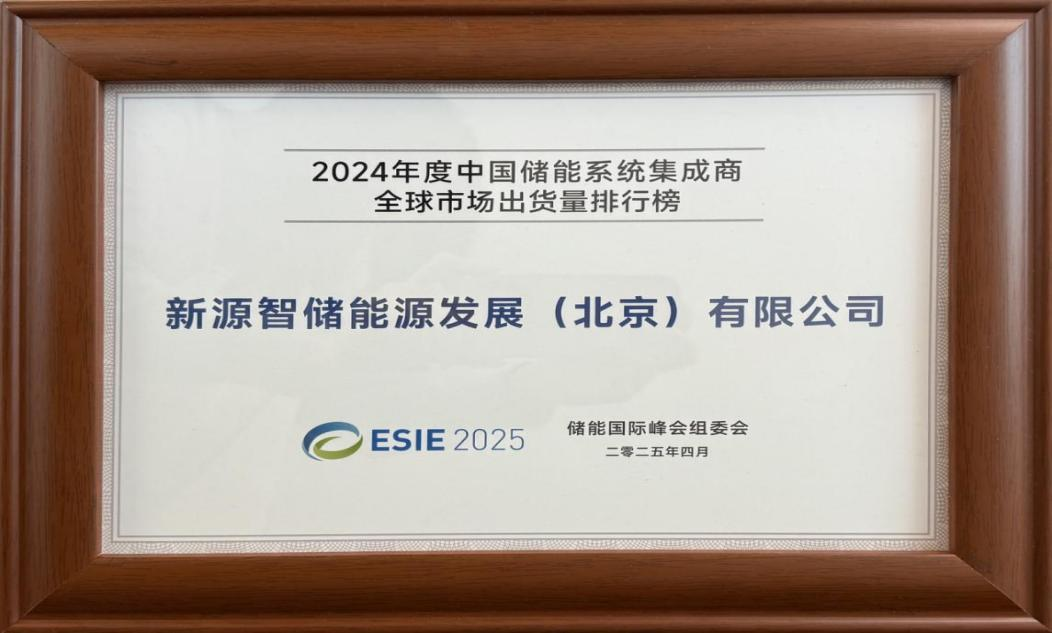 2024年度中国储能系统集成商
全球市场出货量排行榜
新源智储能源发展（北京）有限公司
ESIE 2025
储能国际峰会组委会
二零二五年四月